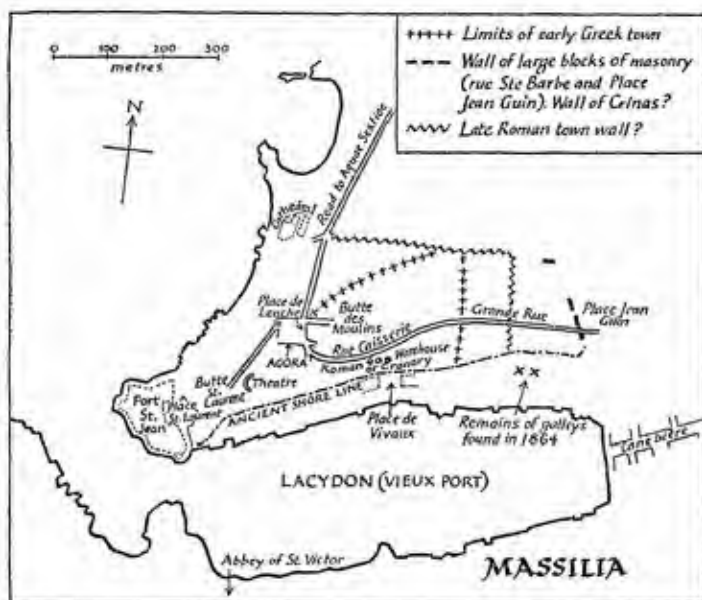 0 100 200 300
metres
N
Limits of early Greek town
Wall of large blocks of masonry
(rue Ste Barbe and Place
Jean Guin). Wall of Crinas?
Late Roman town wall?
Road to Aquae Sextiae
Cathedral
Place de
Lenche
Butte
des
Moulins
Grande Rue
Place Jean
Guin
Rue Caisserie
AGORA
Roman Warehouse
or Granary
Butte
St.
Laurent
Theatre
ANCIENT SHORE LINE
Fort
St.
Jean
Place
St. Laurent
Place de
Vivaux
Remains of galleys
found in 1864
Canebière
LACYDON (VIEUX PORT)
Abbey of St. Victor
MASSILIA